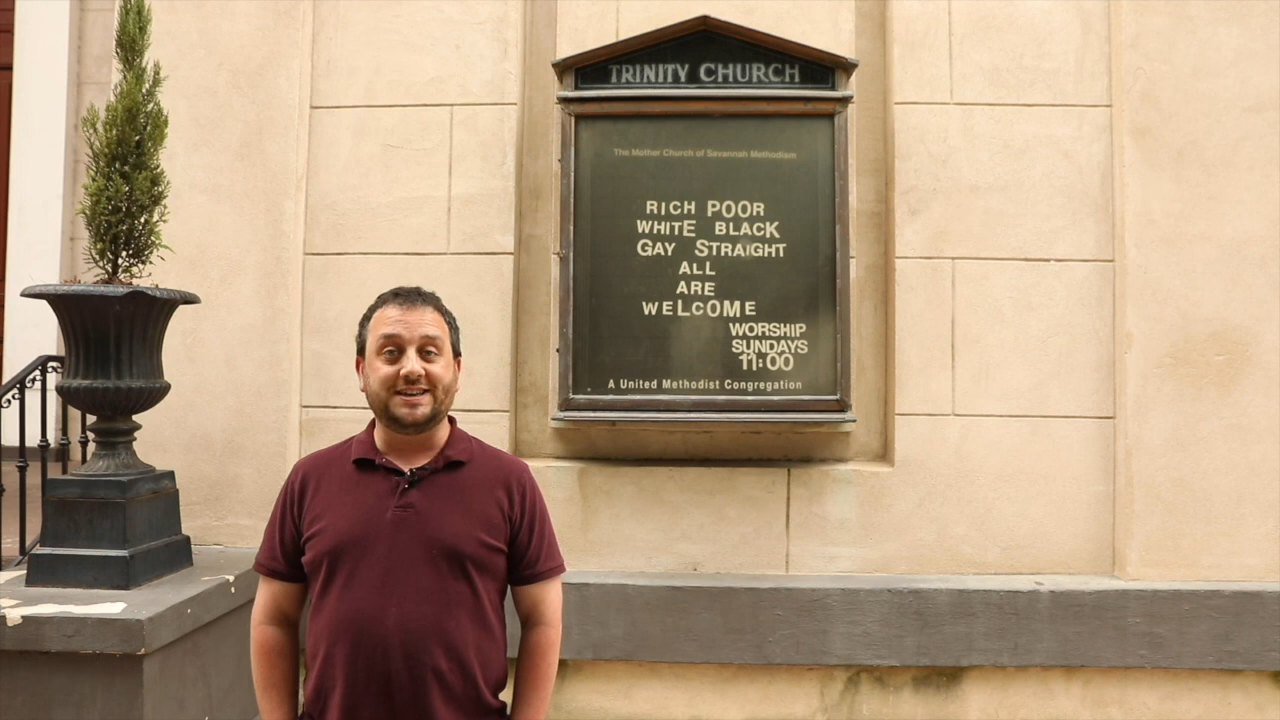 TRINITY CHURCH
The Mother Church of Savannah Methodism
RICH POOR
WHITE BLACK
GAY STRAIGHT
ALL
ARE
WELCOME
WORSHIP
SUNDAYS
11:00
A United Methodist Congregation